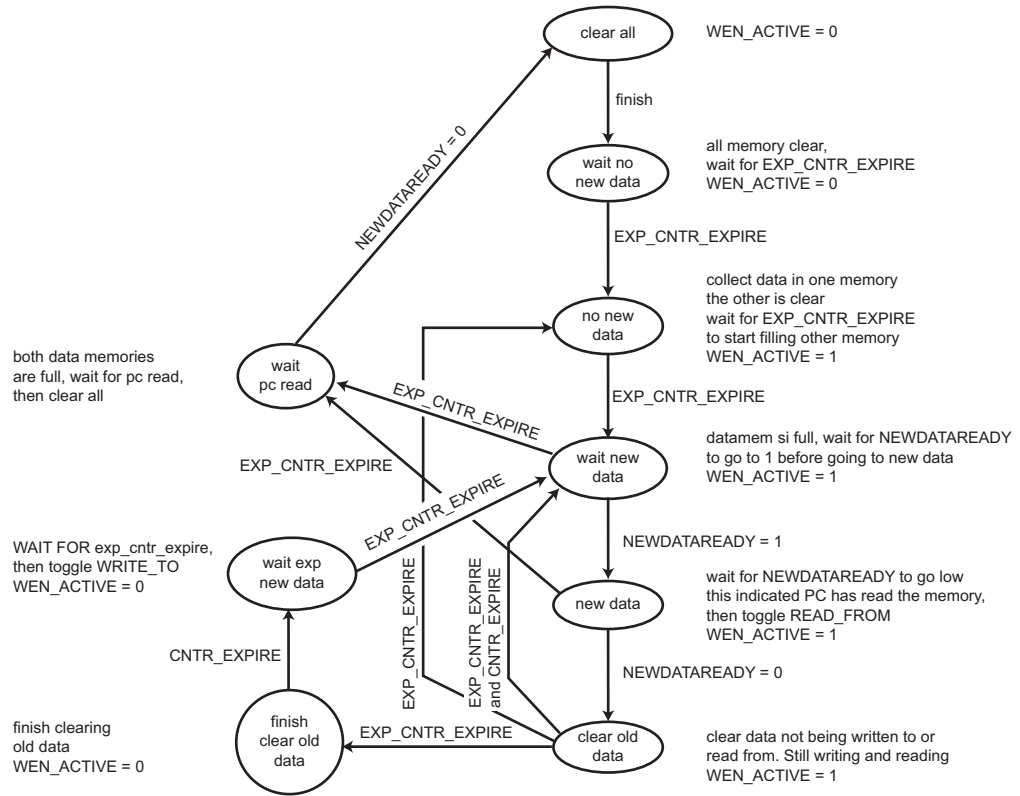 clear all
WEN_ACTIVE = 0
finish
wait no
new data
all memory clear,
wait for EXP_CNTR_EXPIRE
WEN_ACTIVE = 0
NEWDATAREADY = 0
EXP_CNTR_EXPIRE
no new
data
collect data in one memory
the other is clear
wait for EXP_CNTR_EXPIRE
to start filling other memory
WEN_ACTIVE = 1
both data memories
are full, wait for pc read,
then clear all
wait
pc read
EXP_CNTR_EXPIRE
EXP_CNTR_EXPIRE
wait new
data
datamem si full, wait for NEWDATAREADY
to go to 1 before going to new data
WEN_ACTIVE = 1
EXP_CNTR_EXPIRE
EXP_CNTR_EXPIRE
NEWDATAREADY = 1
WAIT FOR exp_cntr_expire,
then toggle WRITE_TO
WEN_ACTIVE = 0
wait exp
new data
new data
wait for NEWDATAREADY to go low
this indicated PC has read the memory,
then toggle READ_FROM
WEN_ACTIVE = 1
EXP_CNTR_EXPIRE
EXP_CNTR_EXPIRE
and CNTR_EXPIRE
CNTR_EXPIRE
NEWDATAREADY = 0
finish clearing
old data
WEN_ACTIVE = 0
finish
clear old
data
EXP_CNTR_EXPIRE
clear old
data
clear data not being written to or
read from. Still writing and reading
WEN_ACTIVE = 1